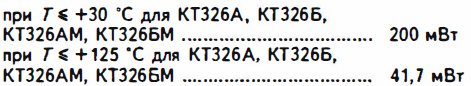 при T ⩽ +30 °С для КТ326А, КТ326Б,
КТ326АМ, КТ326БМ ................................... 200 мВт
при T ⩽ +125 °С для КТ326А, КТ326Б,
КТ326АМ, КТ326БМ ................................... 41,7 мВт